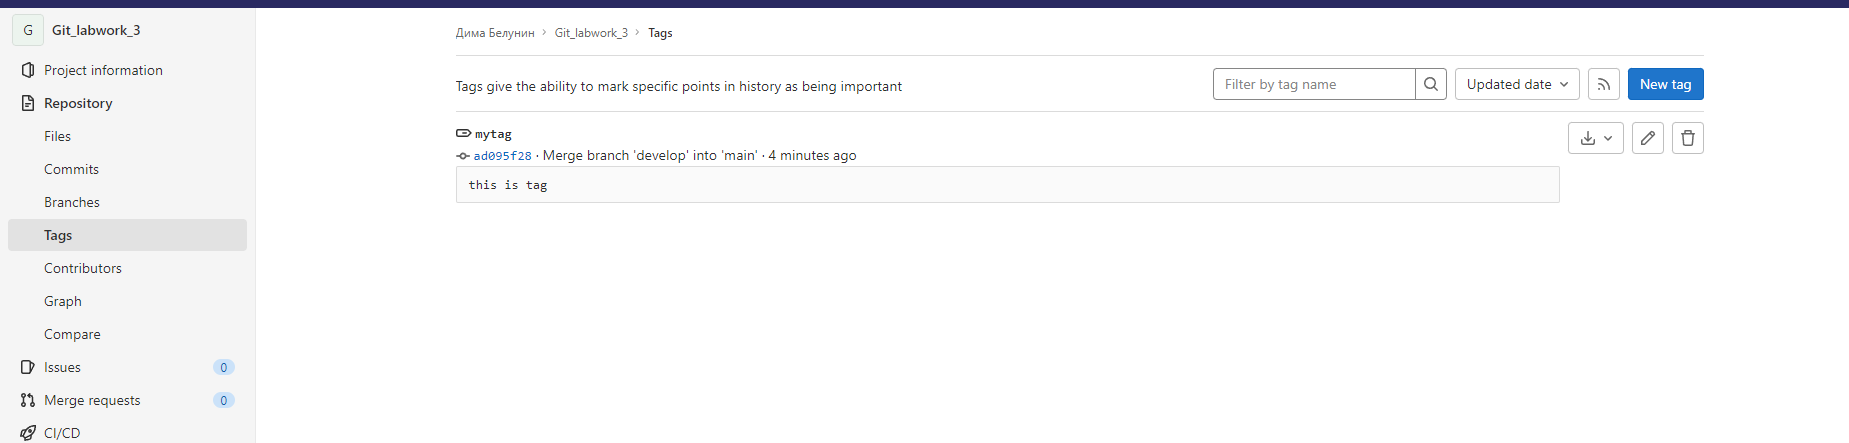 G Git_labwork_3
Project information
Repository
Files
Commits
Branches
Tags
Contributors
Graph
Compare
Issues 0
Merge requests 0
CI/CD
Дима Белунин › Git_labwork_3 › Tags
Tags give the ability to mark specific points in history as being important
Filter by tag name
Updated date
New tag
mytag
ad095f28 · Merge branch 'develop' into 'main' · 4 minutes ago
this is tag